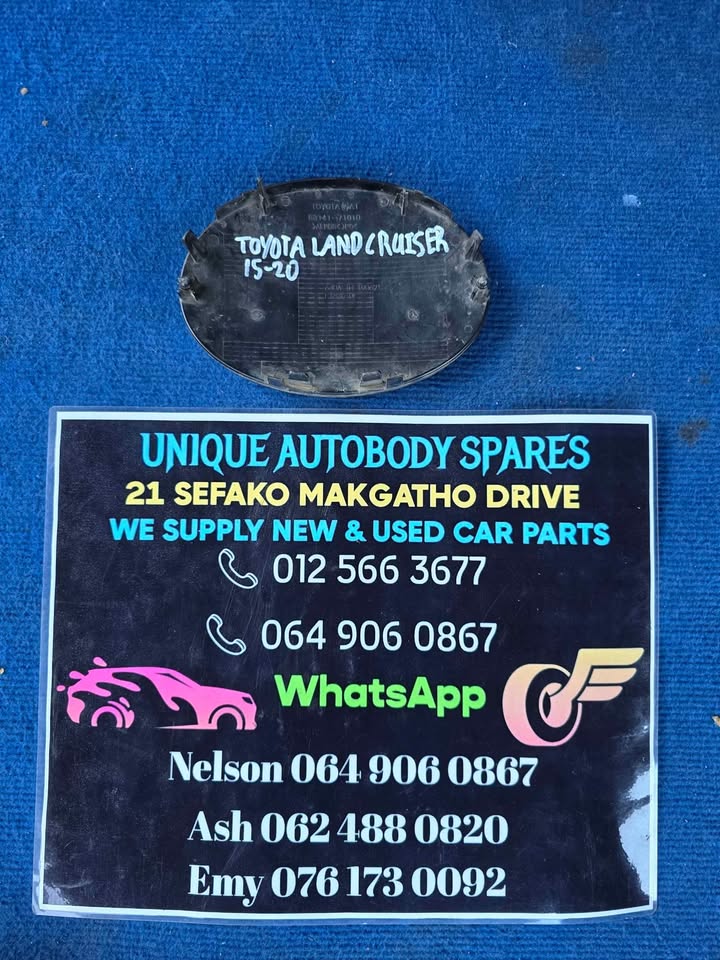 TOYOTA LANDCRUISER
15-20
UNIQUE AUTOBODY SPARES
21 SEFAKO MAKGATHO DRIVE
WE SUPPLY NEW & USED CAR PARTS
012 566 3677
064 906 0867
WhatsApp
Nelson 064 906 0867
Ash 062 488 0820
Emy 076 173 0092